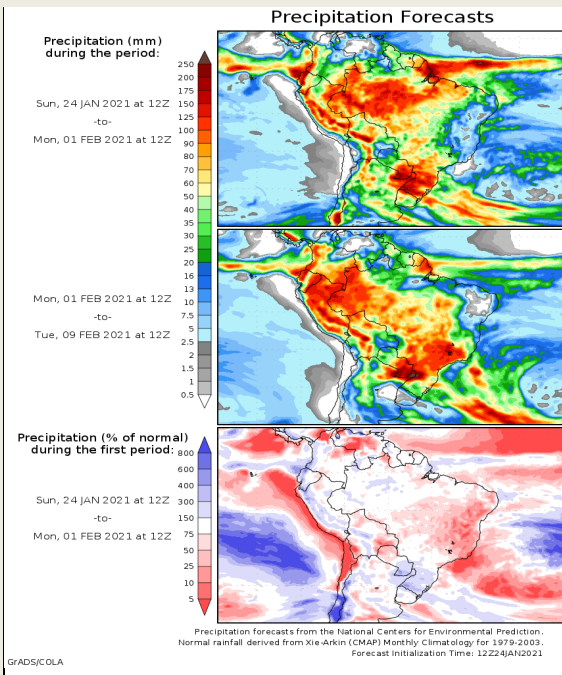 Precipitation Forecasts
Precipitation (mm)
during the period:
Sun, 24 JAN 2021 at 12Z
-to-
Mon, 01 FEB 2021 at 12Z
250
200
175
150
125
100
90
80
70
60
50
40
35
30
25
20
16
13
10
7.5
5
2.5
2
1.5
1
0.5
Mon, 01 FEB 2021 at 12Z
-to-
Tue, 09 FEB 2021 at 12Z
Precipitation (% of normal)
during the first period:
800
600
400
300
150
75
50
25
10
5
Sun, 24 JAN 2021 at 12Z
-to-
Mon, 01 FEB 2021 at 12Z
Precipitation forecasts from the National Centers for Environmental Prediction.
Normal rainfall derived from Xie-Arkin (CMAP) Monthly Climatology for 1979-2003.
Forecast Initialization Time: 12Z24JAN2021
GrADS/COLA